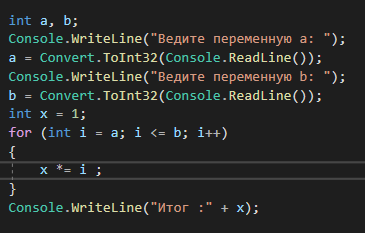 int a, b;
Console.WriteLine("Ведите переменную a: ");
a = Convert.ToInt32(Console.ReadLine());
Console.WriteLine("Ведите переменную b: ");
b = Convert.ToInt32(Console.ReadLine());
int x = 1;
for (int i = a; i <= b; i++)
{
    x *= i ;
}
Console.WriteLine("Итог :" + x);